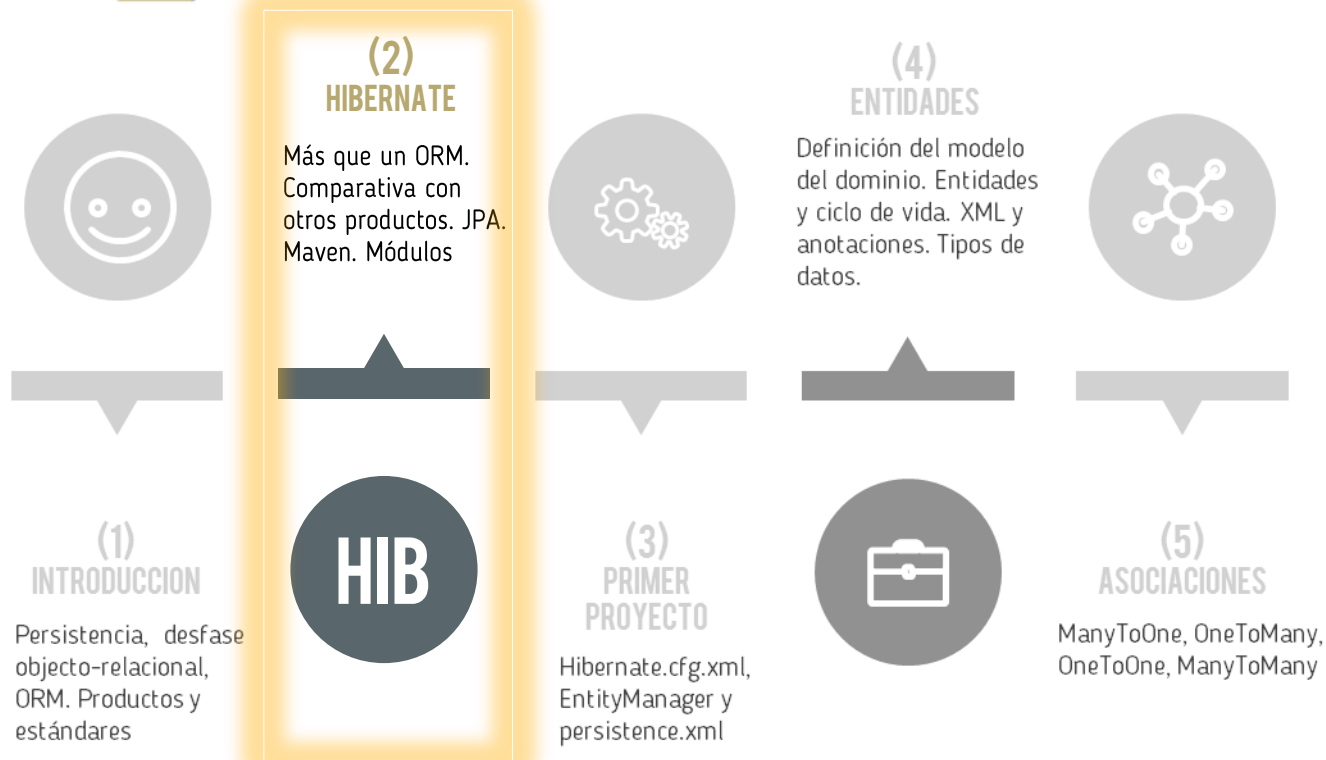 (1)
INTRODUCCION
Persistencia, desfase
objecto-relacional,
ORM. Productos y
estándares
(2)
HIBERNATE
Más que un ORM.
Comparativa con
otros productos. JPA.
Maven. Módulos
HIB
(3)
PRIMER
PROYECTO
Hibernate.cfg.xml,
EntityManager y
persistence.xml
(4)
ENTIDADES
Definición del modelo
del dominio. Entidades
y ciclo de vida. XML y
anotaciones. Tipos de
datos.
(5)
ASOCIACIONES
ManyToOne, OneToMany,
OneToOne, ManyToMany